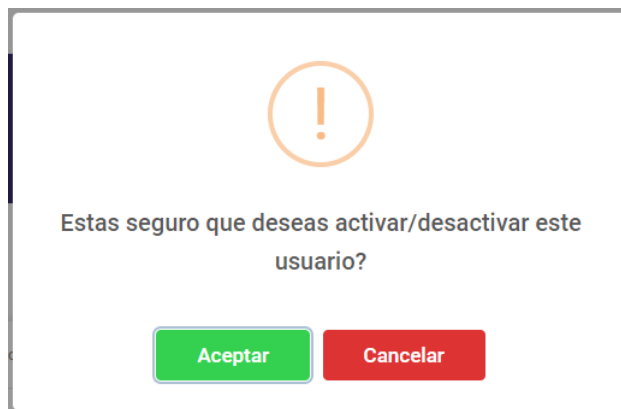 Estas seguro que deseas activar/desactivar este
usuario?
Aceptar
Cancelar